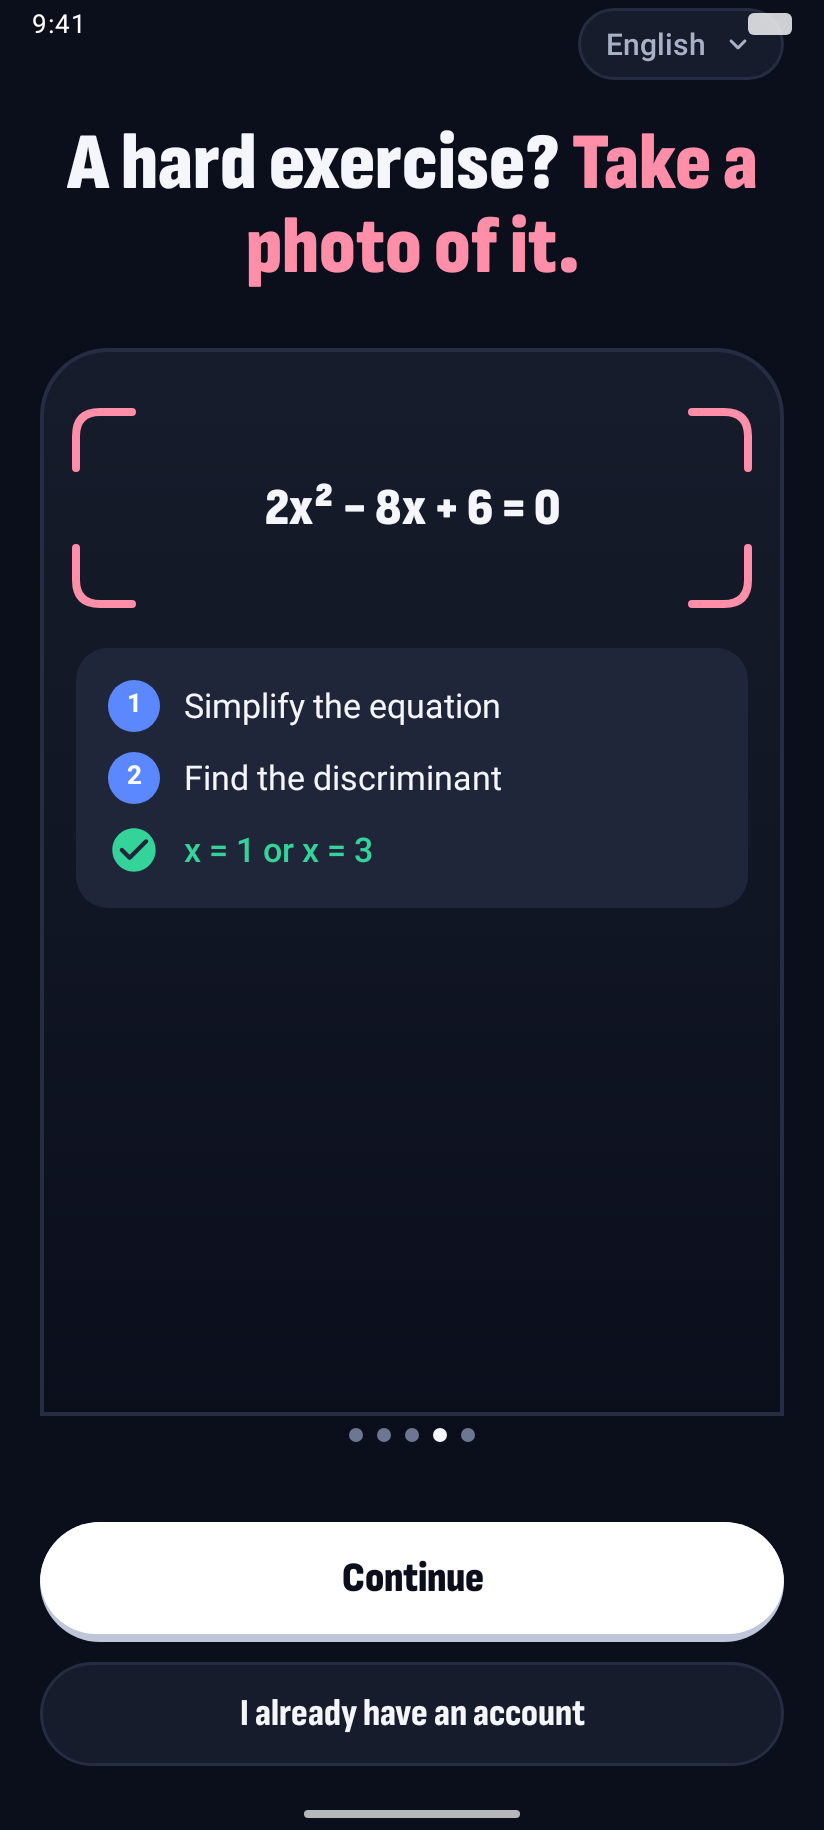 9:41
English
A hard exercise? Take a
photo of it.
2x² − 8x + 6 = 0
1 Simplify the equation
2 Find the discriminant
x = 1 or x = 3
Continue
I already have an account